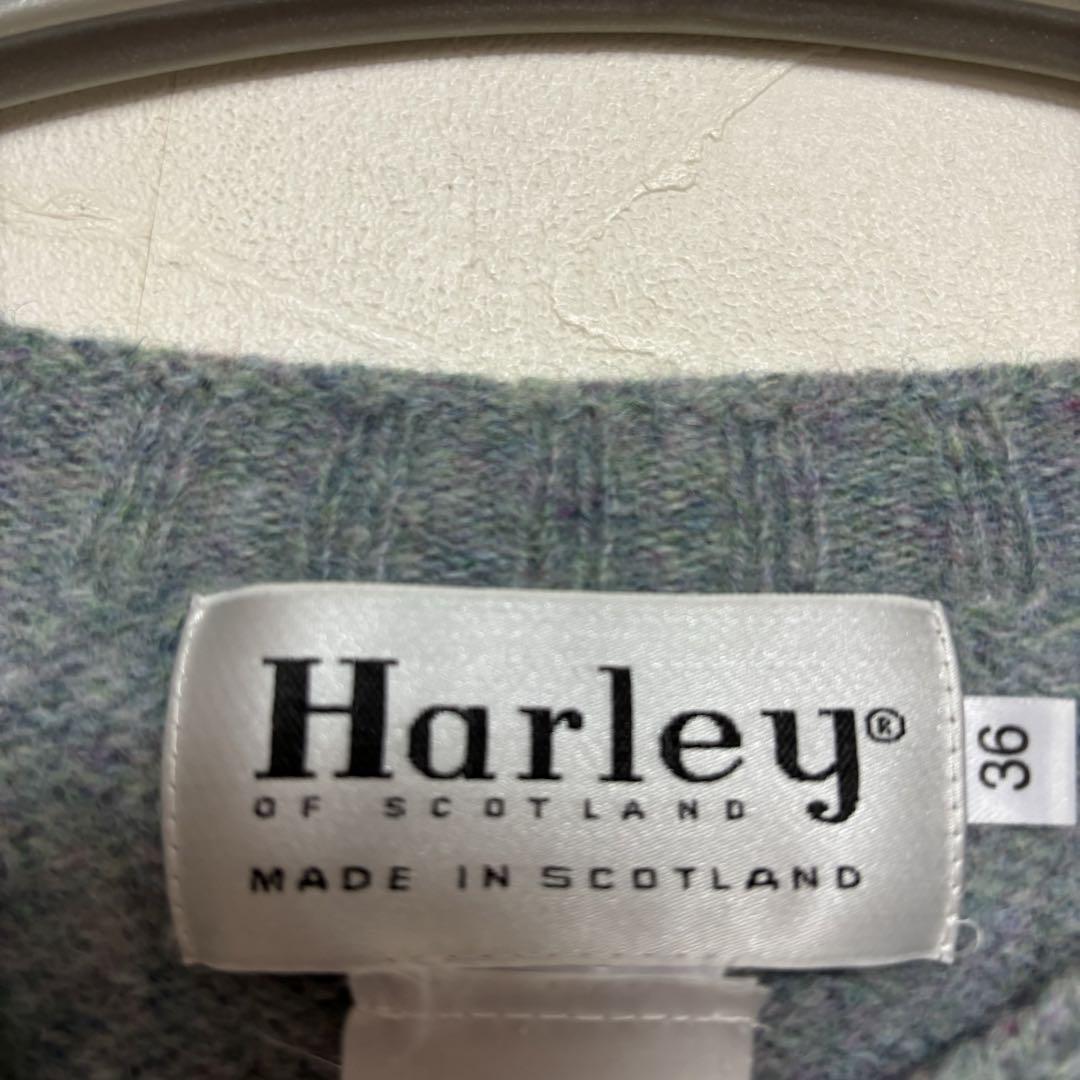 Harley®
OF SCOTLAND
MADE IN SCOTLAND
36